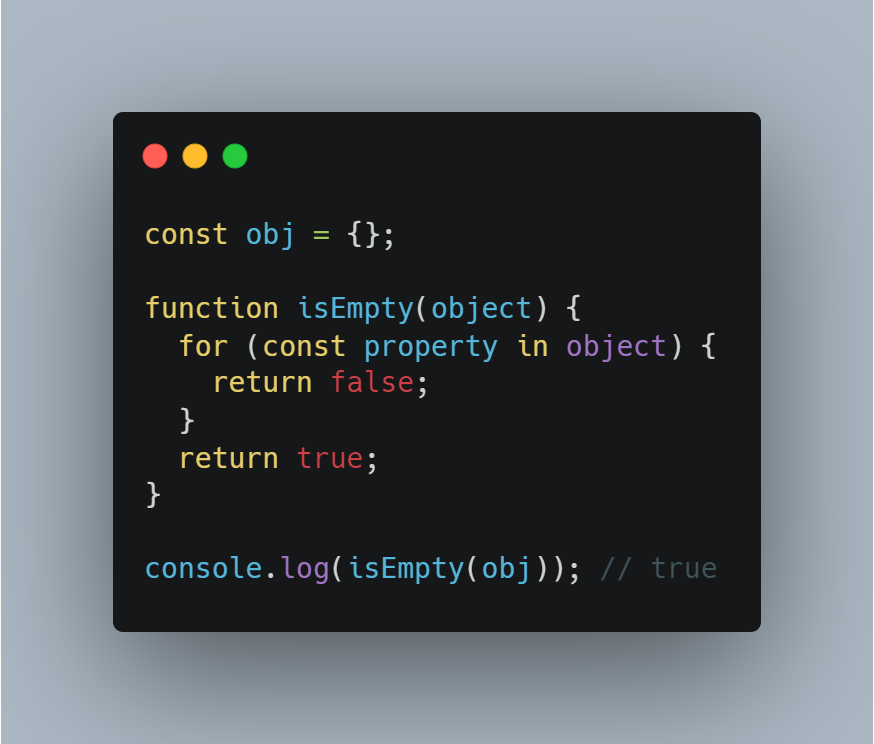 const obj = {};

function isEmpty(object) {
  for (const property in object) {
    return false;
  }
  return true;
}

console.log(isEmpty(obj)); // true